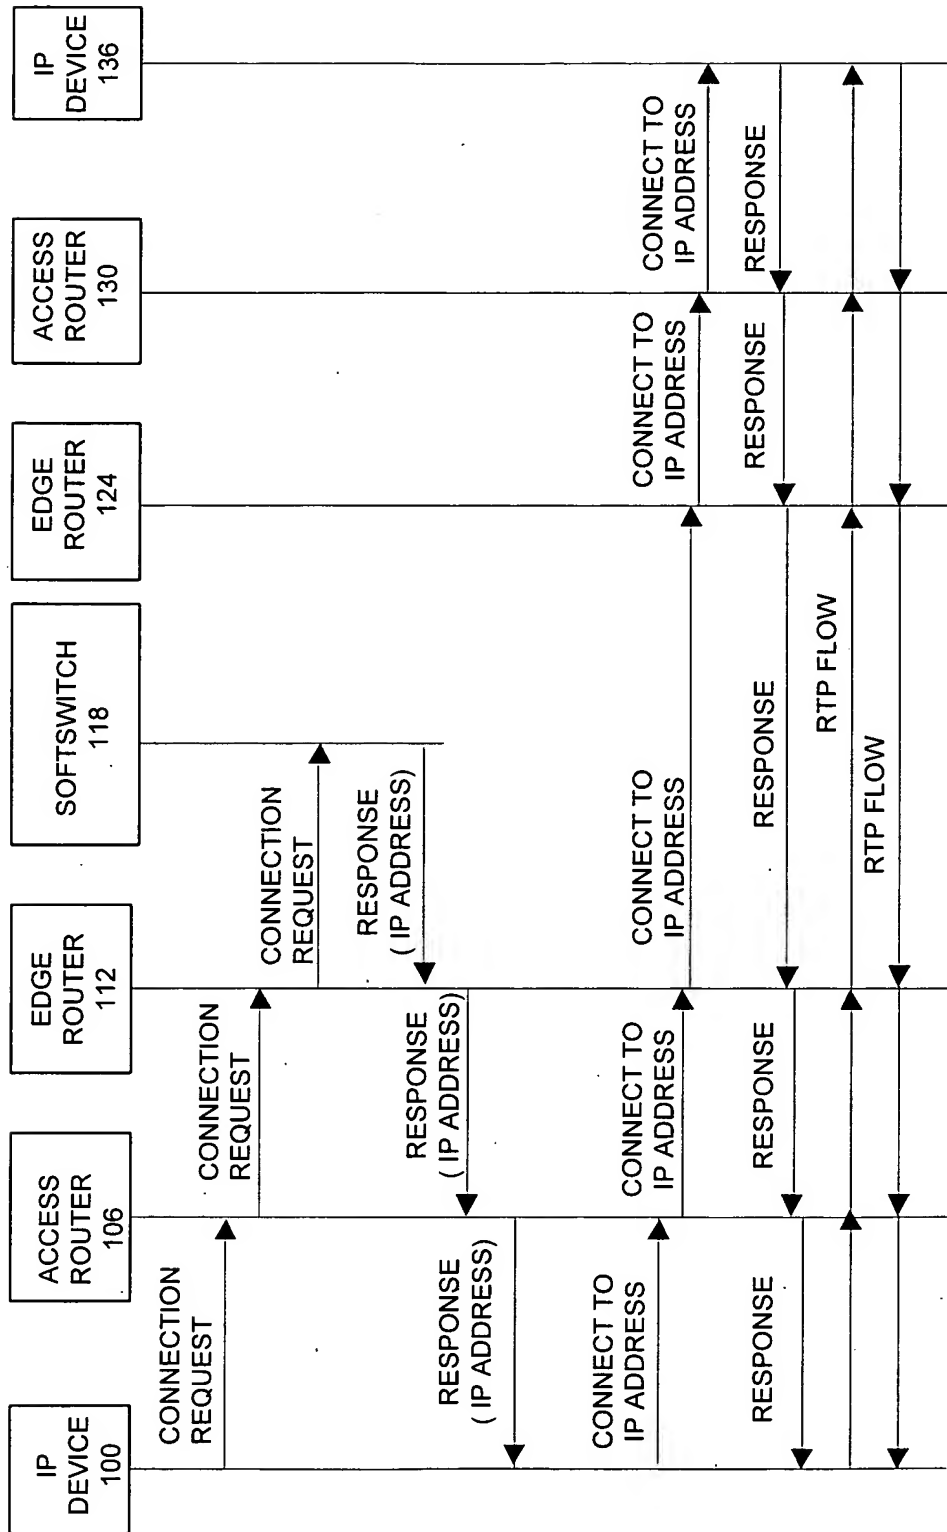 IP
DEVICE
100
ACCESS
ROUTER
106
EDGE
ROUTER
112
SOFTSWITCH
118
EDGE
ROUTER
124
ACCESS
ROUTER
130
IP
DEVICE
136
CONNECTION
REQUEST
CONNECTION
REQUEST
CONNECTION
REQUEST
RESPONSE
( IP ADDRESS)
RESPONSE
( IP ADDRESS)
RESPONSE
( IP ADDRESS)
CONNECT TO
IP ADDRESS
CONNECT TO
IP ADDRESS
CONNECT TO
IP ADDRESS
CONNECT TO
IP ADDRESS
CONNECT TO
IP ADDRESS
RESPONSE
RESPONSE
RESPONSE
RESPONSE
RESPONSE
RTP FLOW
RTP FLOW